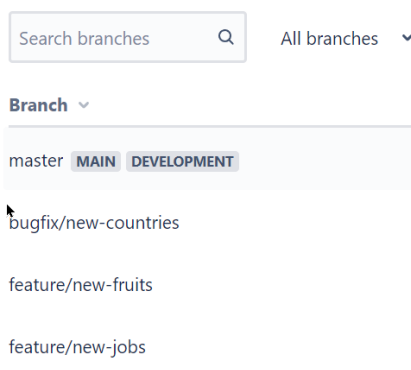 Search branches All branches
Branch
master MAIN DEVELOPMENT
bugfix/new-countries
feature/new-fruits
feature/new-jobs